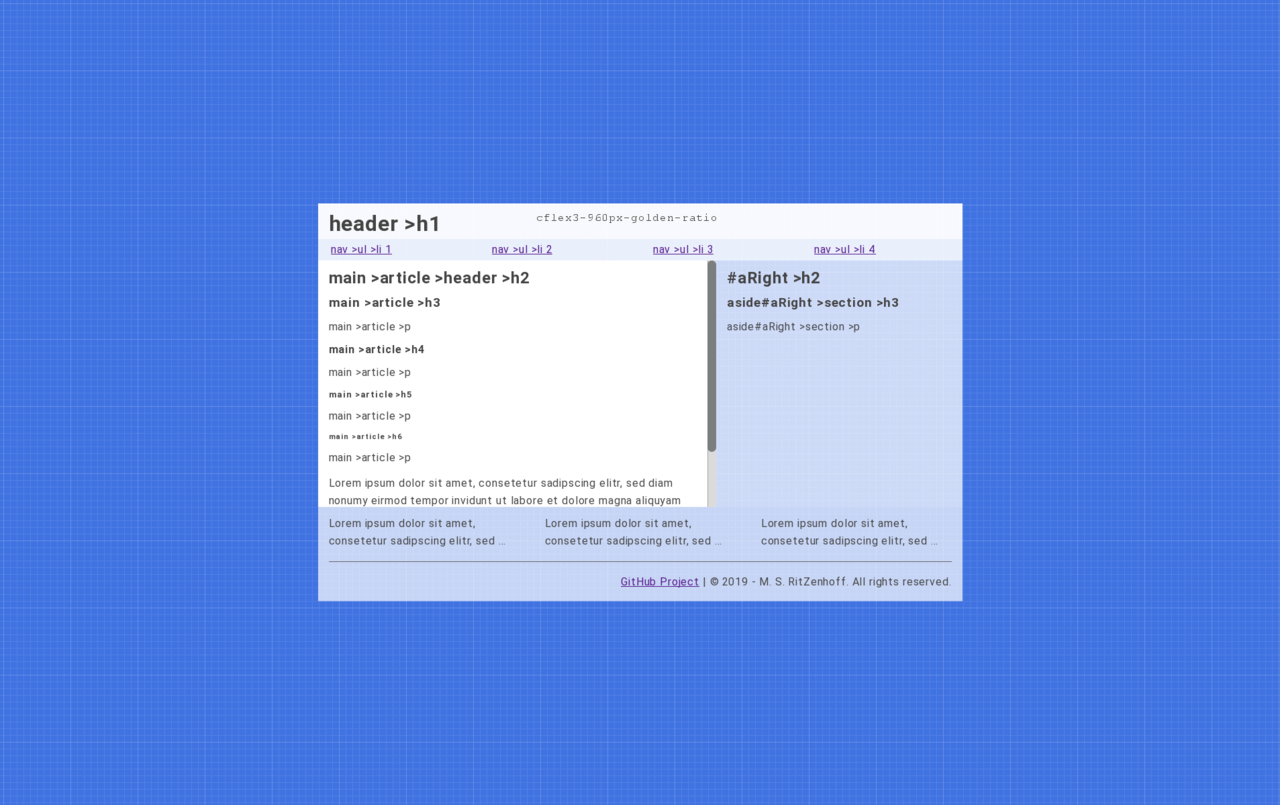 header >h1
cflex3-960px-golden-ratio
nav >ul >li 1
nav >ul >li 2
nav >ul >li 3
nav >ul >li 4
main >article >header >h2
main >article >h3
main >article >p
main >article >h4
main >article >p
main >article >h5
main >article >p
main >article >h6
main >article >p
Lorem ipsum dolor sit amet, consetetur sadipscing elitr, sed diam
nonumy eirmod tempor invidunt ut labore et dolore magna aliquyam
#aRight >h2
aside#aRight >section >h3
aside#aRight >section >p
Lorem ipsum dolor sit amet,
consetetur sadipscing elitr, sed ...
Lorem ipsum dolor sit amet,
consetetur sadipscing elitr, sed ...
Lorem ipsum dolor sit amet,
consetetur sadipscing elitr, sed ...
GitHub Project | © 2019 - M. S. RitZenhoff. All rights reserved.